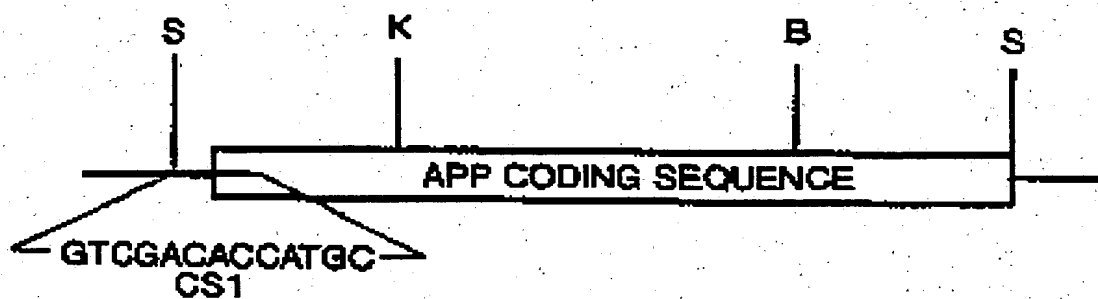 S K B S
APP CODING SEQUENCE
GTCGACACCATGC
CS1